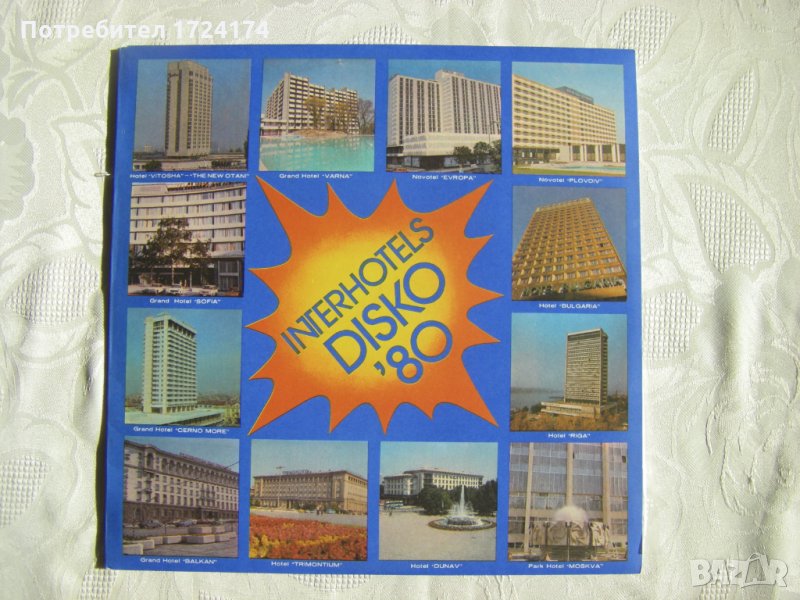 Потребител 1724174
Hotel "VITOSHA"—"THE NEW OTANI"
Grand Hotel "VARNA"
Novotel "EVROPA"
Novotel "PLOVDIV"
Grand Hotel "SOFIA"
INTERHOTELS
DISKO
'80
Hotel "BULGARIA"
Grand Hotel "CERNO MORE"
Hotel "RIGA"
Grand Hotel "BALKAN"
Hotel "TRIMONTIUM"
Hotel "DUNAV"
Park Hotel "MOSKVA"
BAZAR